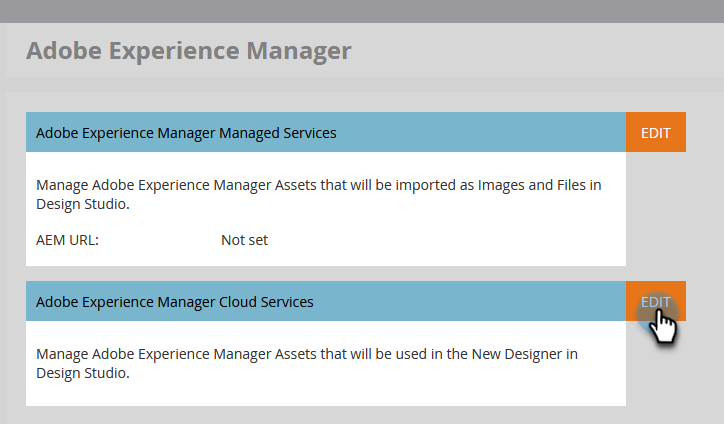 Adobe Experience Manager
Adobe Experience Manager Managed Services
EDIT
Manage Adobe Experience Manager Assets that will be imported as Images and Files in
Design Studio.
AEM URL: Not set
Adobe Experience Manager Cloud Services
EDIT
Manage Adobe Experience Manager Assets that will be used in the New Designer in
Design Studio.